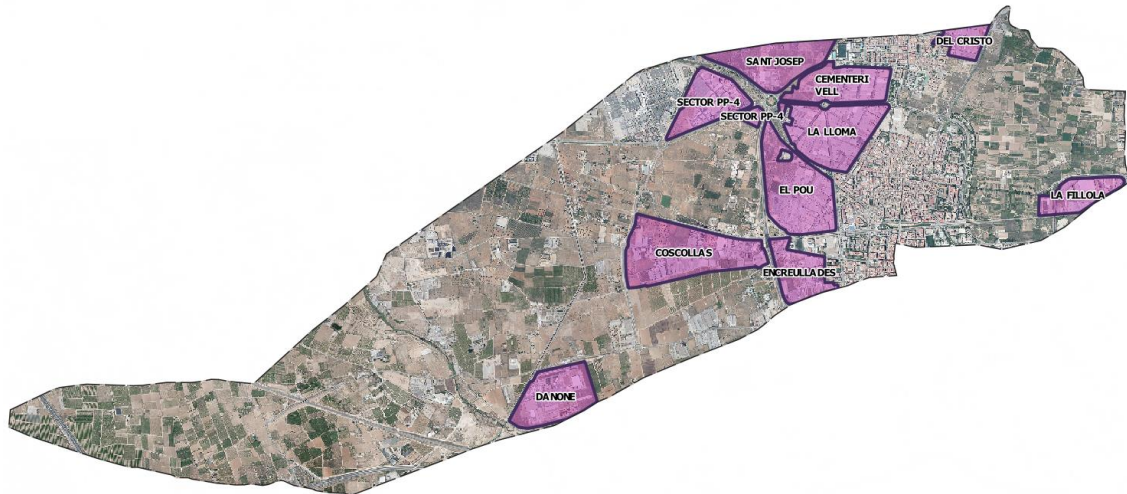 DEL CRISTO
SANT JOSEP
CEMENTERI
VELL
SECTOR PP-4
SECTOR PP-4
LA LLOMA
EL POU
LA FILLOLA
COSCOLLAS
ENCREULLADES
DANONE